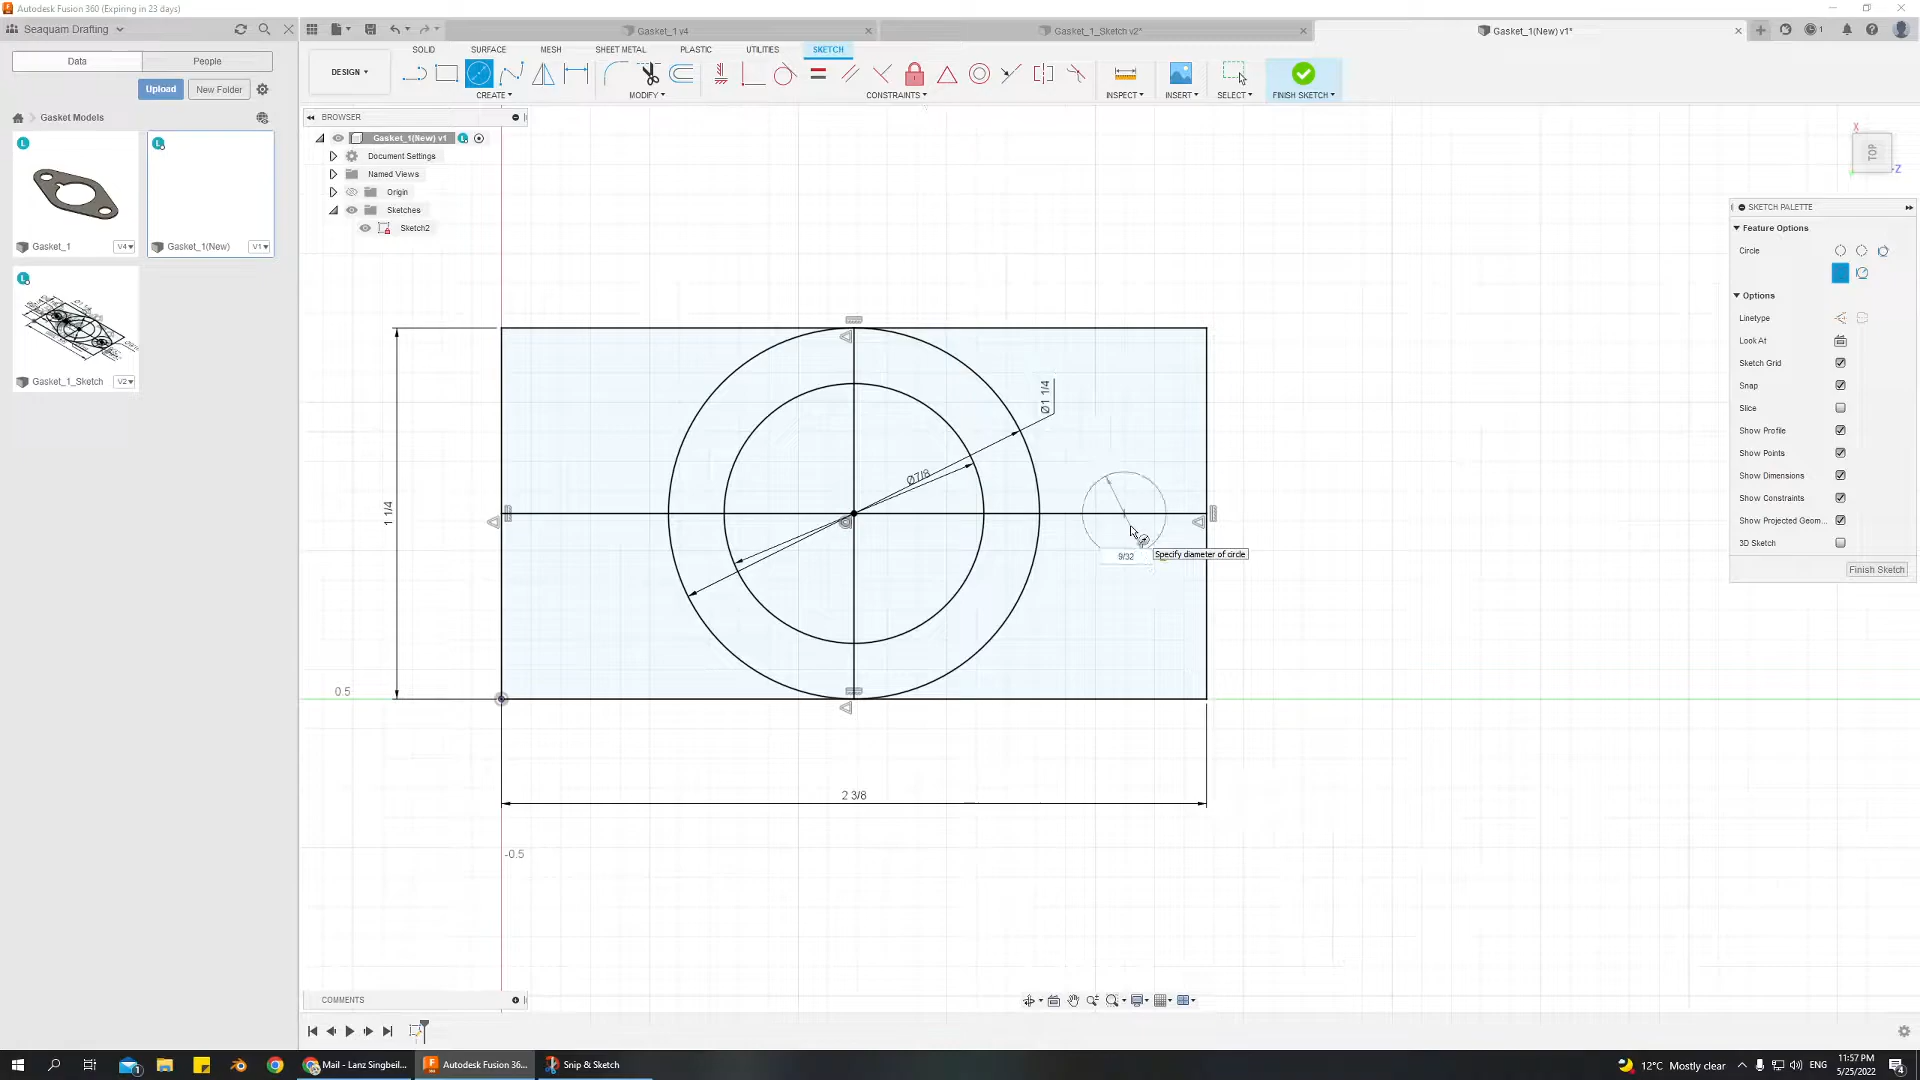 Autodesk Fusion 360 (Expiring in 23 days)
Seaquam Drafting
Gasket_1 v4
Gasket_1_Sketch v2*
Gasket_1(New) v1*
Data
People
Upload
New Folder
Gasket Models
L
Gasket_1
V4
L
Gasket_1(New)
V1
L
Gasket_1_Sketch
V2
DESIGN
SOLID
SURFACE
MESH
SHEET METAL
PLASTIC
UTILITIES
SKETCH
CREATE
MODIFY
CONSTRAINTS
INSPECT
INSERT
SELECT
FINISH SKETCH
1
BROWSER
Gasket_1(New) v1
Document Settings
Named Views
Origin
Sketches
Sketch2
X
TOP
-Z
SKETCH PALETTE
Feature Options
Circle
Options
Linetype
Look At
Sketch Grid
Snap
Slice
Show Profile
Show Points
Show Dimensions
Show Constraints
Show Projected Geom...
3D Sketch
Finish Sketch
1 1/4
Ø1 1/4
Ø7/8
9/32
Specify diameter of circle
2 3/8
0.5
-0.5
COMMENTS
Mail - Lanz Singbeil...
Autodesk Fusion 36...
Snip & Sketch
12°C Mostly clear
ENG
11:57 PM
5/25/2022